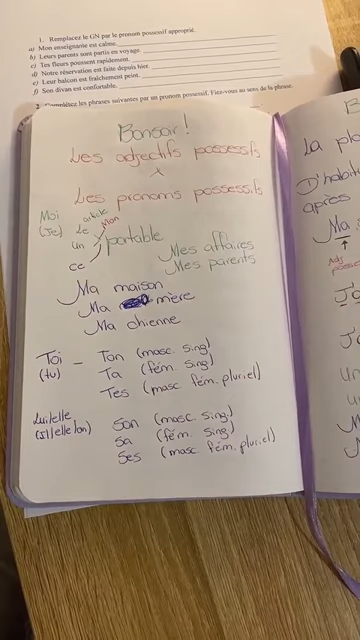 1. Remplacez le GN par le pronom possessif approprié.
a) Mon enseignante est calme.
b) Leurs parents sont partis en voyage.
c) Tes fleurs poussent rapidement.
d) Notre réservation est faite depuis hier.
e) Leur balcon est fraîchement peint.
f) Son divan est confortable.
2. Complétez les phrases suivantes par un pronom possessif. Fiez-vous au sens de la phrase.
Bonsoir!
Les adjectifs possessifs
x
Les pronoms possessifs
Moi
(Je)
article
Mon
Le
un
ce
portable
Mes affaires
Mes parents
Ma maison
Ma mère
Ma chienne
Toi – Ton (masc. sing)
(tu) Ta (fém. sing)
Tes (masc fém. pluriel)
Lui/elle Son (masc. sing.)
(il/elle/on) Sa (fém. sing.)
Ses (masc fém. pluriel)
La
D'habit
après
Ma
Adj
J'
un